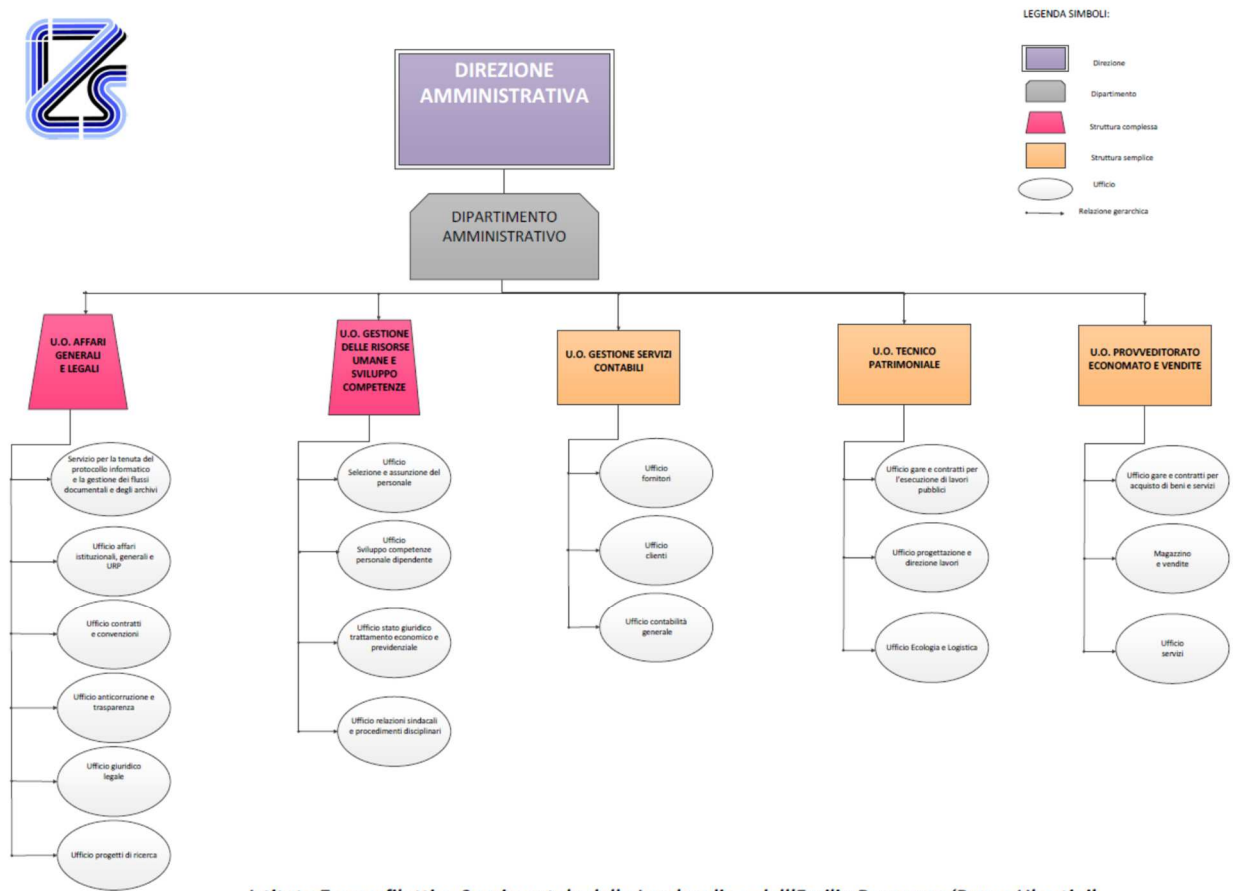 LEGENDA SIMBOLI:
Direzione
Dipartimento
Struttura complessa
Struttura semplice
Ufficio
Relazione gerarchica
DIREZIONE
AMMINISTRATIVA
DIPARTIMENTO
AMMINISTRATIVO
U.O. AFFARI
GENERALI
E LEGALI
U.O. GESTIONE
DELLE RISORSE
UMANE E
SVILUPPO
COMPETENZE
U.O. GESTIONE SERVIZI
CONTABILI
U.O. TECNICO
PATRIMONIALE
U.O. PROVVEDITORATO
ECONOMATO E VENDITE
Servizio per la tenuta del
protocollo informatico
e la gestione dei flussi
documentali e degli archivi
Ufficio affari
istituzionali, generali e
URP
Ufficio contratti
e convenzioni
Ufficio anticorruzione e
trasparenza
Ufficio giuridico
legale
Ufficio progetti di ricerca
Ufficio
Selezione e assunzione del
personale
Ufficio
Sviluppo competenze
personale dipendente
Ufficio stato giuridico
trattamento economico e
previdenziale
Ufficio relazioni sindacali
e procedimenti disciplinari
Ufficio
fornitori
Ufficio
clienti
Ufficio contabilità
generale
Ufficio gare e contratti per
l'esecuzione di lavori
pubblici
Ufficio progettazione e
direzione lavori
Ufficio Ecologia e Logistica
Ufficio gare e contratti per
acquisto di beni e servizi
Magazzino
e vendite
Ufficio
servizi